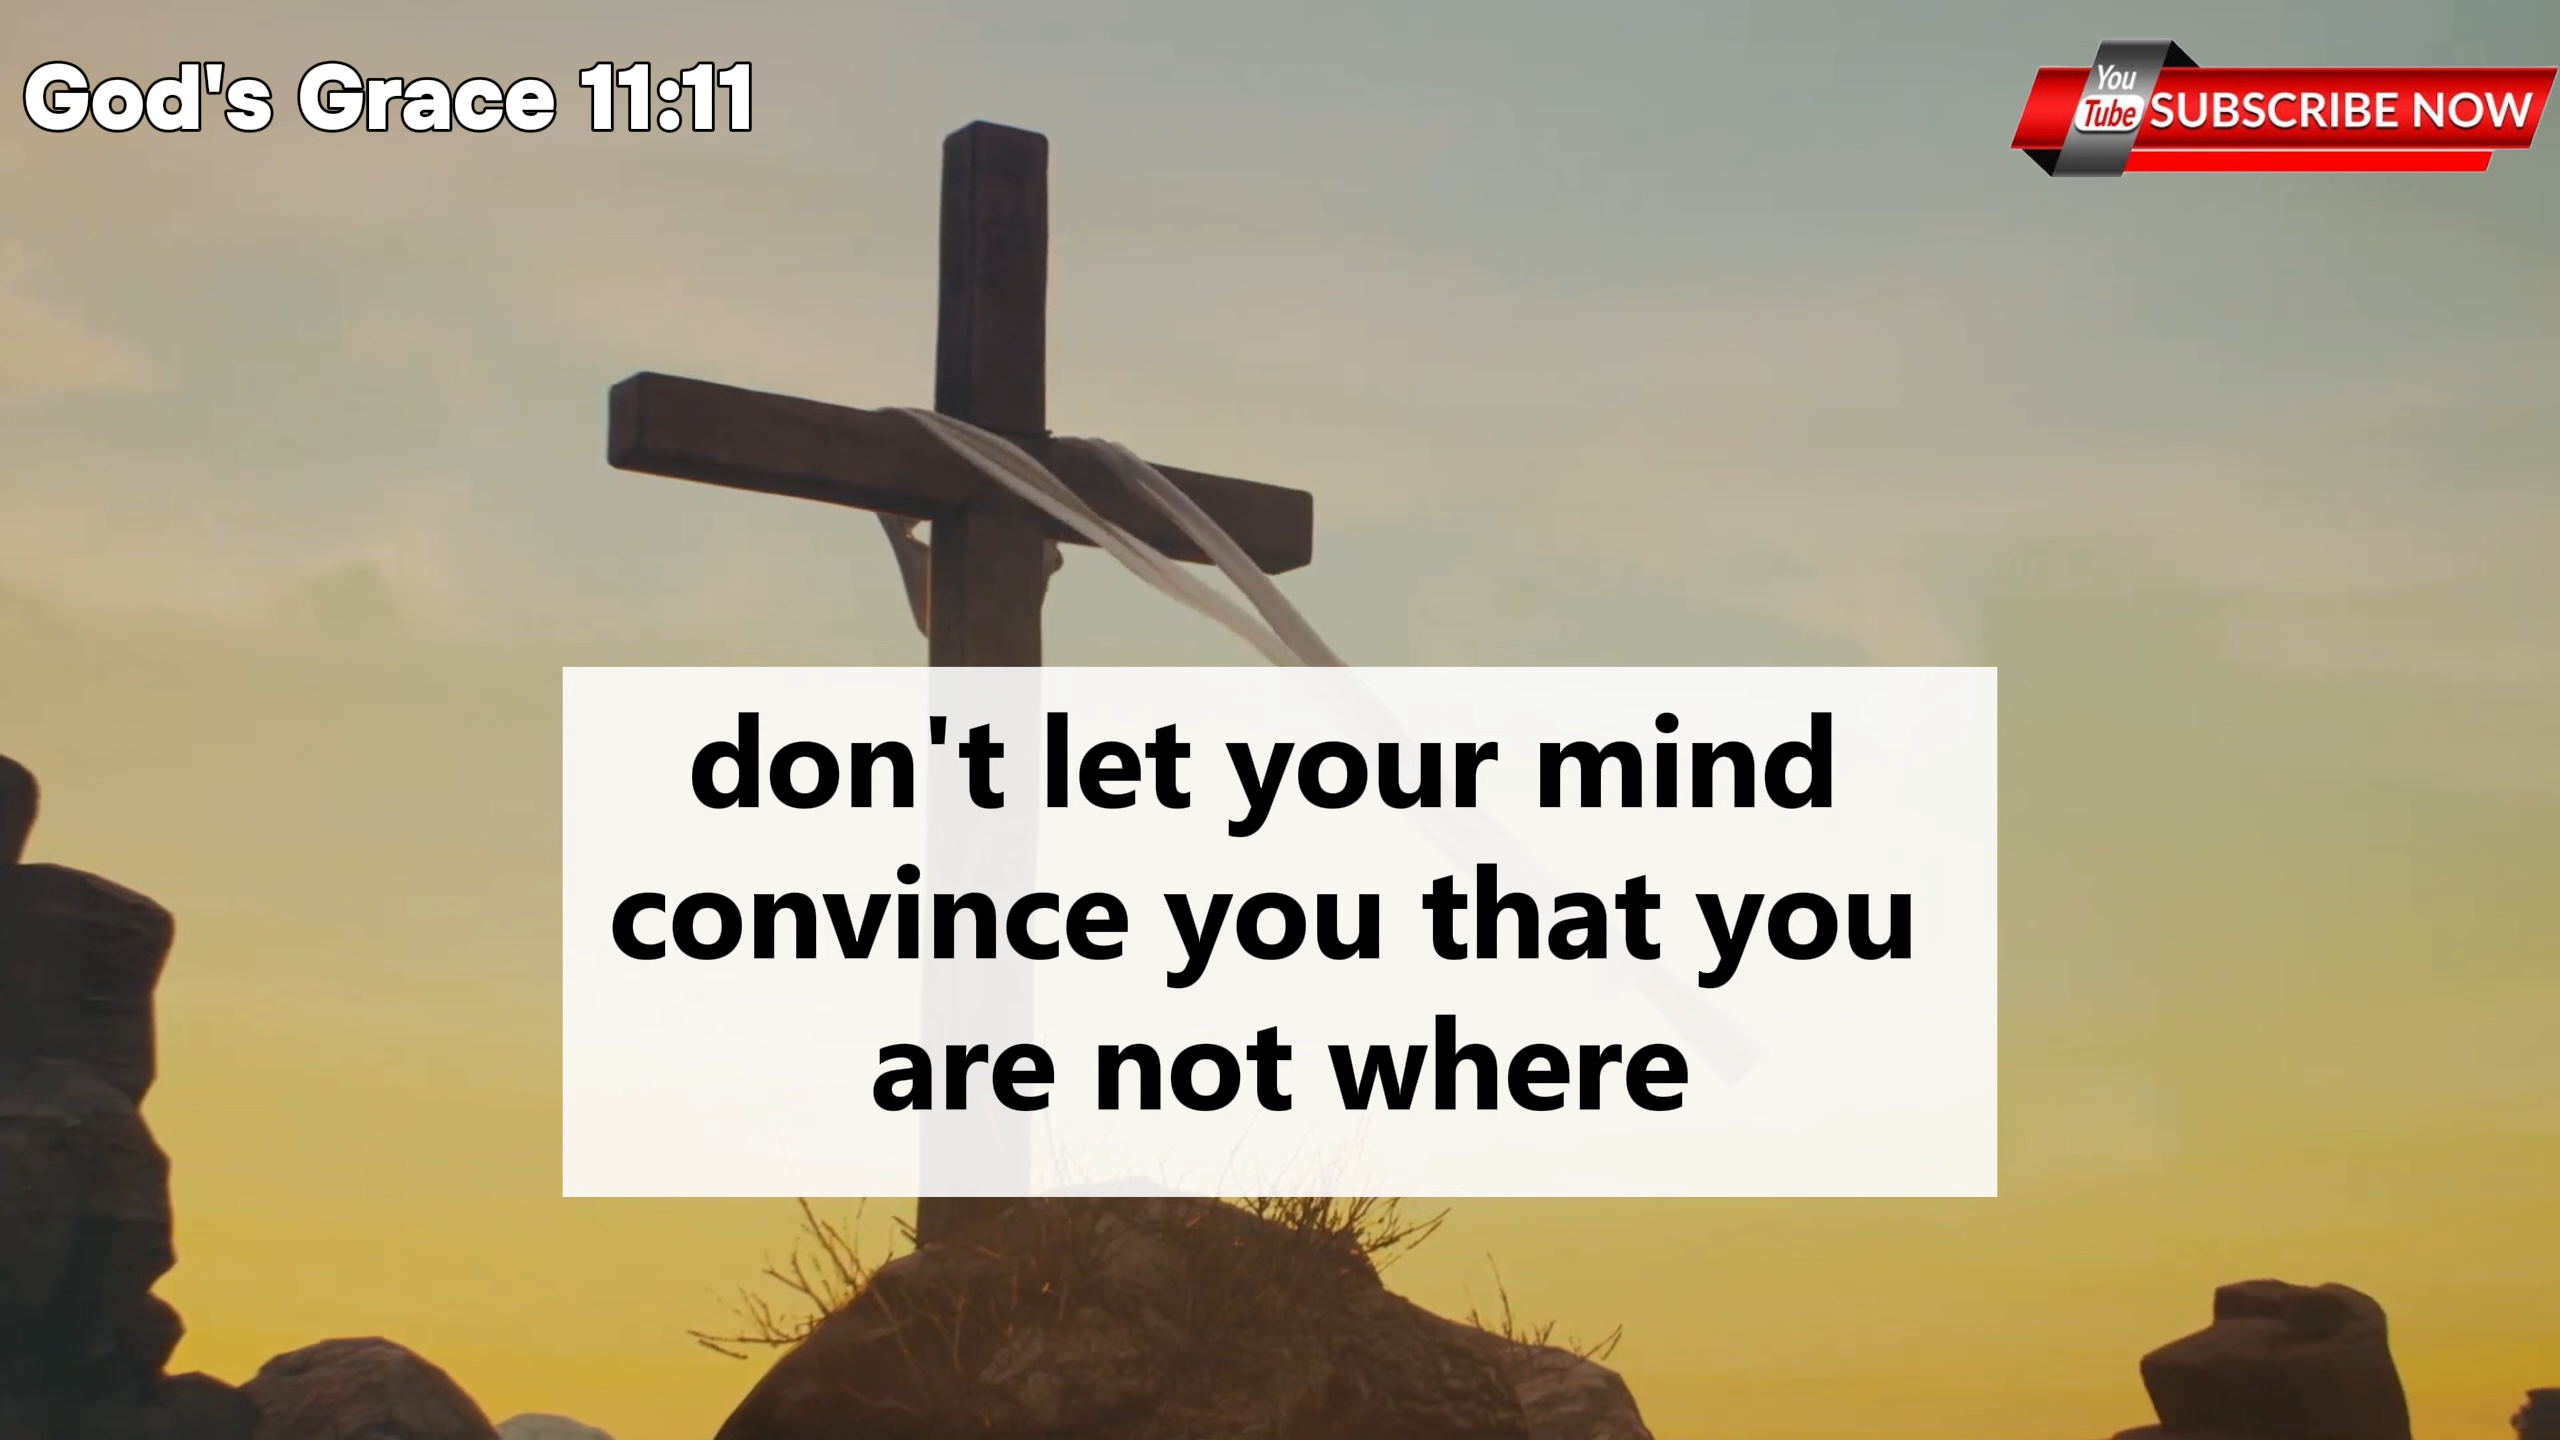 God's Grace 11:11
You
Tube SUBSCRIBE NOW
don't let your mind
convince you that you
are not where